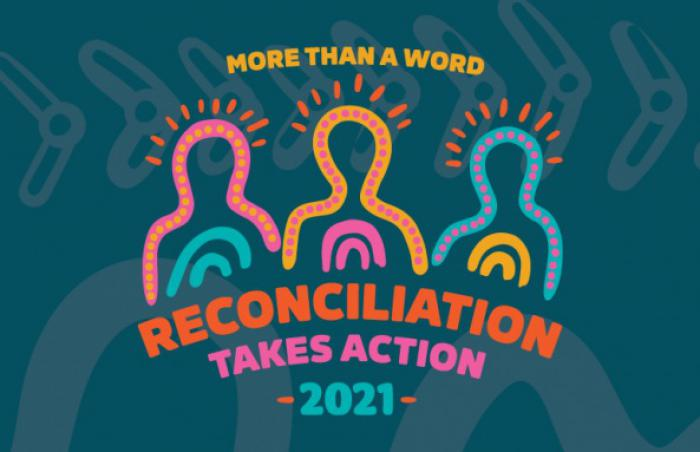 MORE THAN A WORD
RECONCILIATION
TAKES ACTION
-2021-